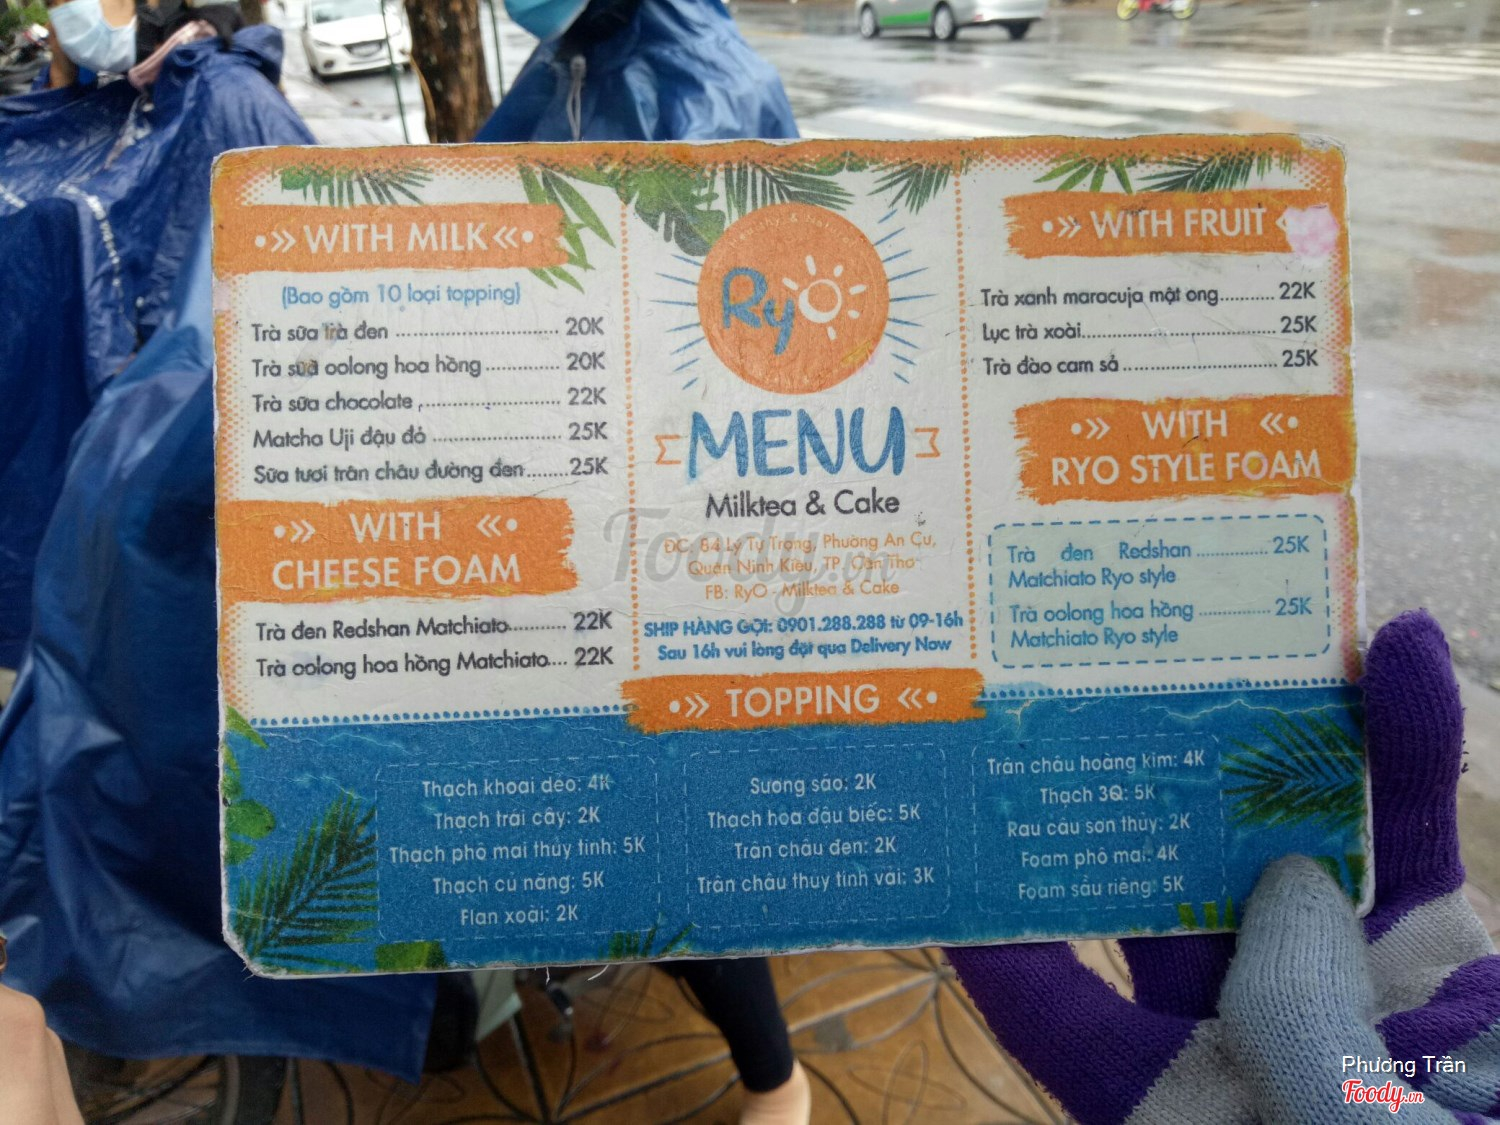 »WITH MILK«
(Bao gồm 10 loại topping)
Trà sữa trà đen 20K
Trà sữa oolong hoa hồng 20K
Trà sữa chocolate 22K
Matcha Uji đậu đỏ 25K
Sữa tươi trân châu đường đen 25K
» WITH «
CHEESE FOAM
Trà đen Redshan Matchiato 22K
Trà oolong hoa hồng Matchiato 22K
RyO
MENU
Milktea & Cake
ĐC: 84 Lý Tự Trọng, Phường An Cư,
Quận Ninh Kiều, TP. Cần Thơ
FB: RyO - Milktea & Cake
SHIP HÀNG GỌI: 0901.288.288 từ 09-16h
Sau 16h vui lòng đặt qua Delivery Now
» WITH FRUIT «
Trà xanh maracuja mật ong 22K
Lục trà xoài 25K
Trà đào cam sả 25K
» WITH «
RYO STYLE FOAM
Trà đen Redshan 25K
Matchiato Ryo style
Trà oolong hoa hồng 25K
Matchiato Ryo style
» TOPPING «
Thạch khoai dẻo: 4K
Thạch trái cây: 2K
Thạch phô mai thủy tinh: 5K
Thạch củ năng: 5K
Flan xoài: 2K
Sương sáo: 2K
Thạch hoa đậu biếc: 5K
Trân châu đen: 2K
Trân châu thủy tinh vải: 3K
Trân châu hoàng kim: 4K
Thạch 3Q: 5K
Rau câu sơn thủy: 2K
Foam phô mai: 4K
Foam sầu riêng: 5K
Foody.vn
Phương Trần
Foody.vn